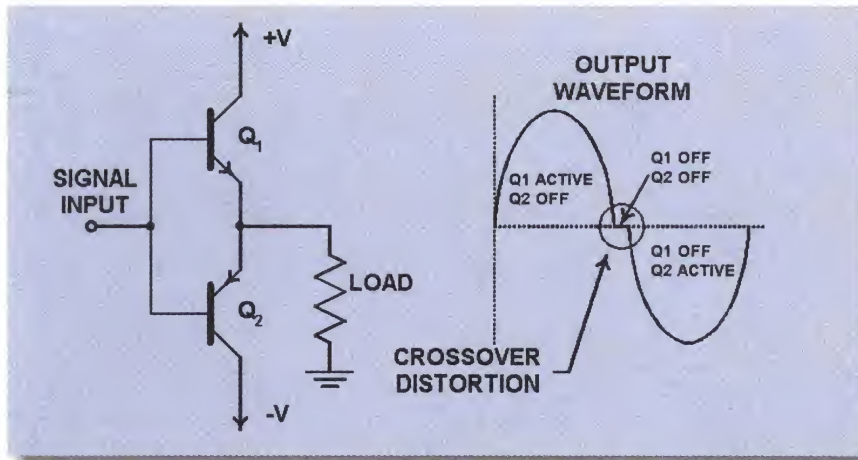 +V
Q1
SIGNAL
INPUT
Q2
LOAD
-V
OUTPUT
WAVEFORM
Q1 ACTIVE
Q2 OFF
Q1 OFF
Q2 OFF
Q1 OFF
Q2 ACTIVE
CROSSOVER
DISTORTION